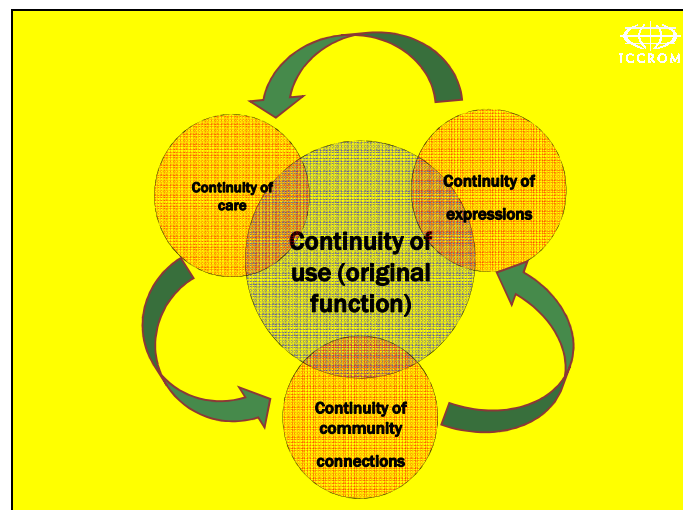 ICCROM
Continuity of
care
Continuity of
expressions
Continuity of
use (original
function)
Continuity of
community
connections